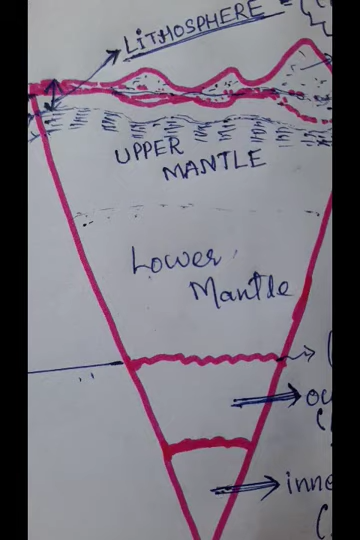 LITHOSPHERE
UPPER
MANTLE
Lower
Mantle
(
ou
(
inne
(